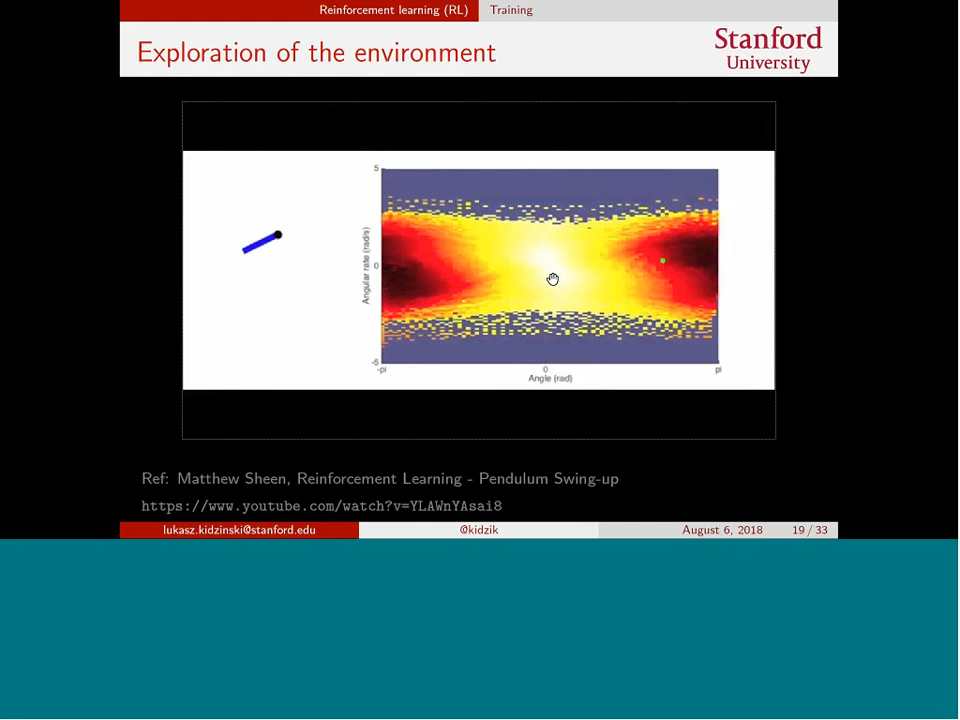 Reinforcement learning (RL) Training
Exploration of the environment
Stanford
University
5
0
-5
Angular rate (rad/s)
-pi 0 pi
Angle (rad)
Ref: Matthew Sheen, Reinforcement Learning - Pendulum Swing-up
https://www.youtube.com/watch?v=YLAWnYAsai8
lukasz.kidzinski@stanford.edu @kidzik August 6, 2018 19 / 33